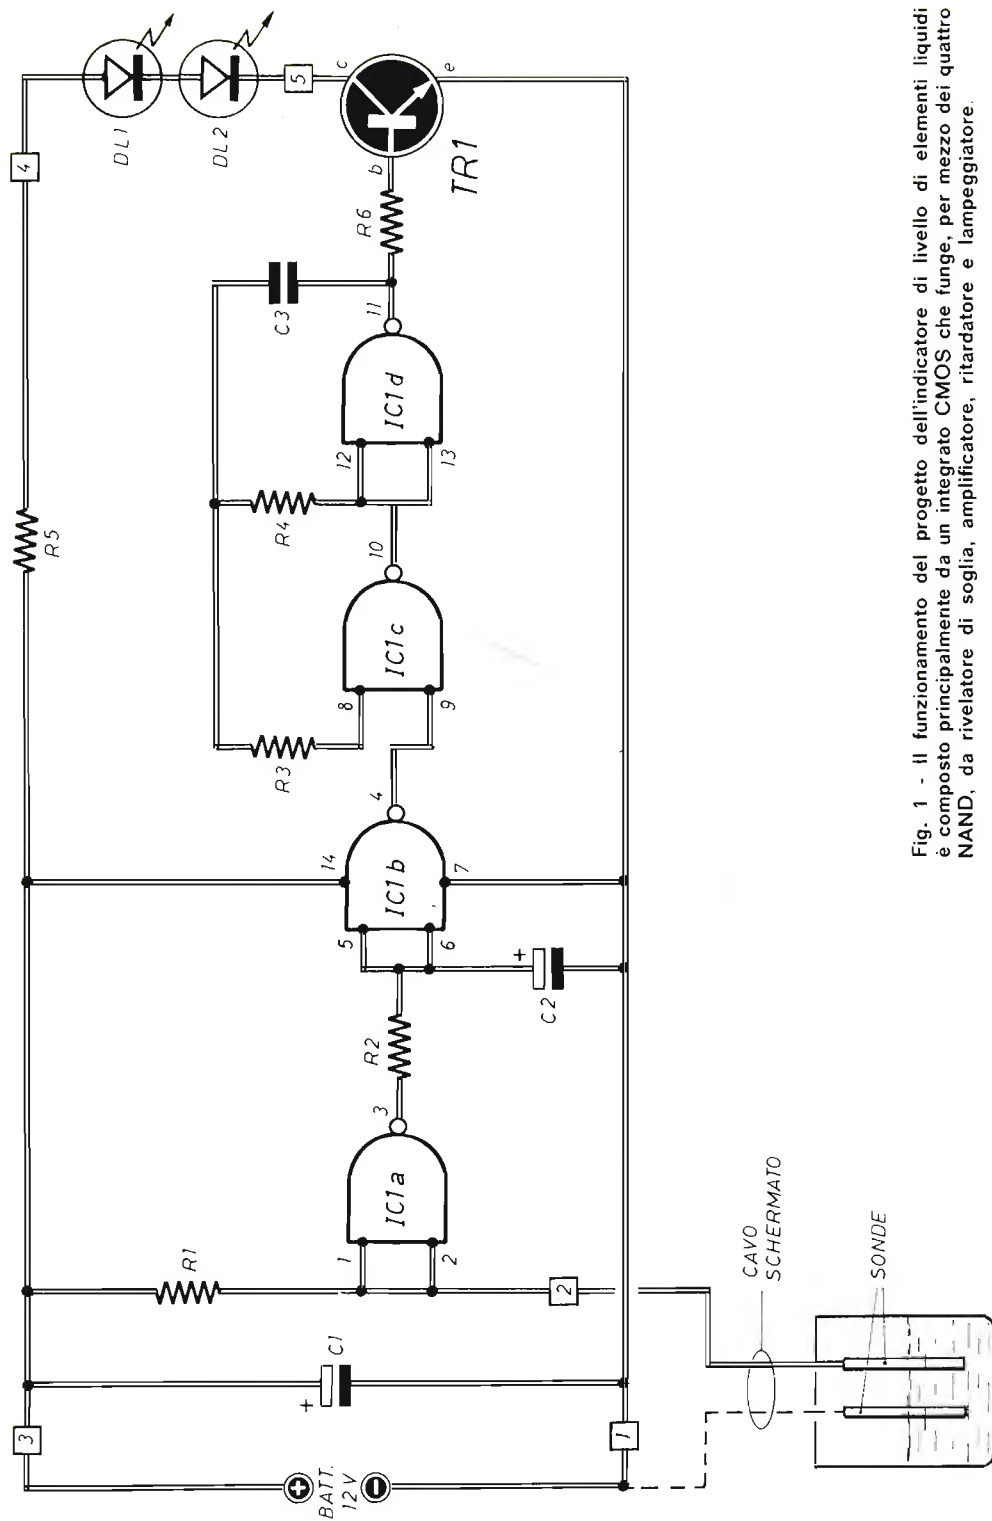 4
DL1
DL2
5
c
e
b
TR1
R5
R6
C3
11
IC1d
12
13
R4
10
IC1c
8
9
R3
4
14
7
IC1b
5
6
+
C2
R2
3
IC1a
1
2
R1
2
+
C1
3
1
+
BATT.
12 V
-
CAVO
SCHERMATO
SONDE
Fig. 1 - Il funzionamento del progetto dell'indicatore di livello di elementi liquidi
è composto principalmente da un integrato CMOS che funge, per mezzo dei quattro
NAND, da rivelatore di soglia, amplificatore, ritardatore e lampeggiatore.